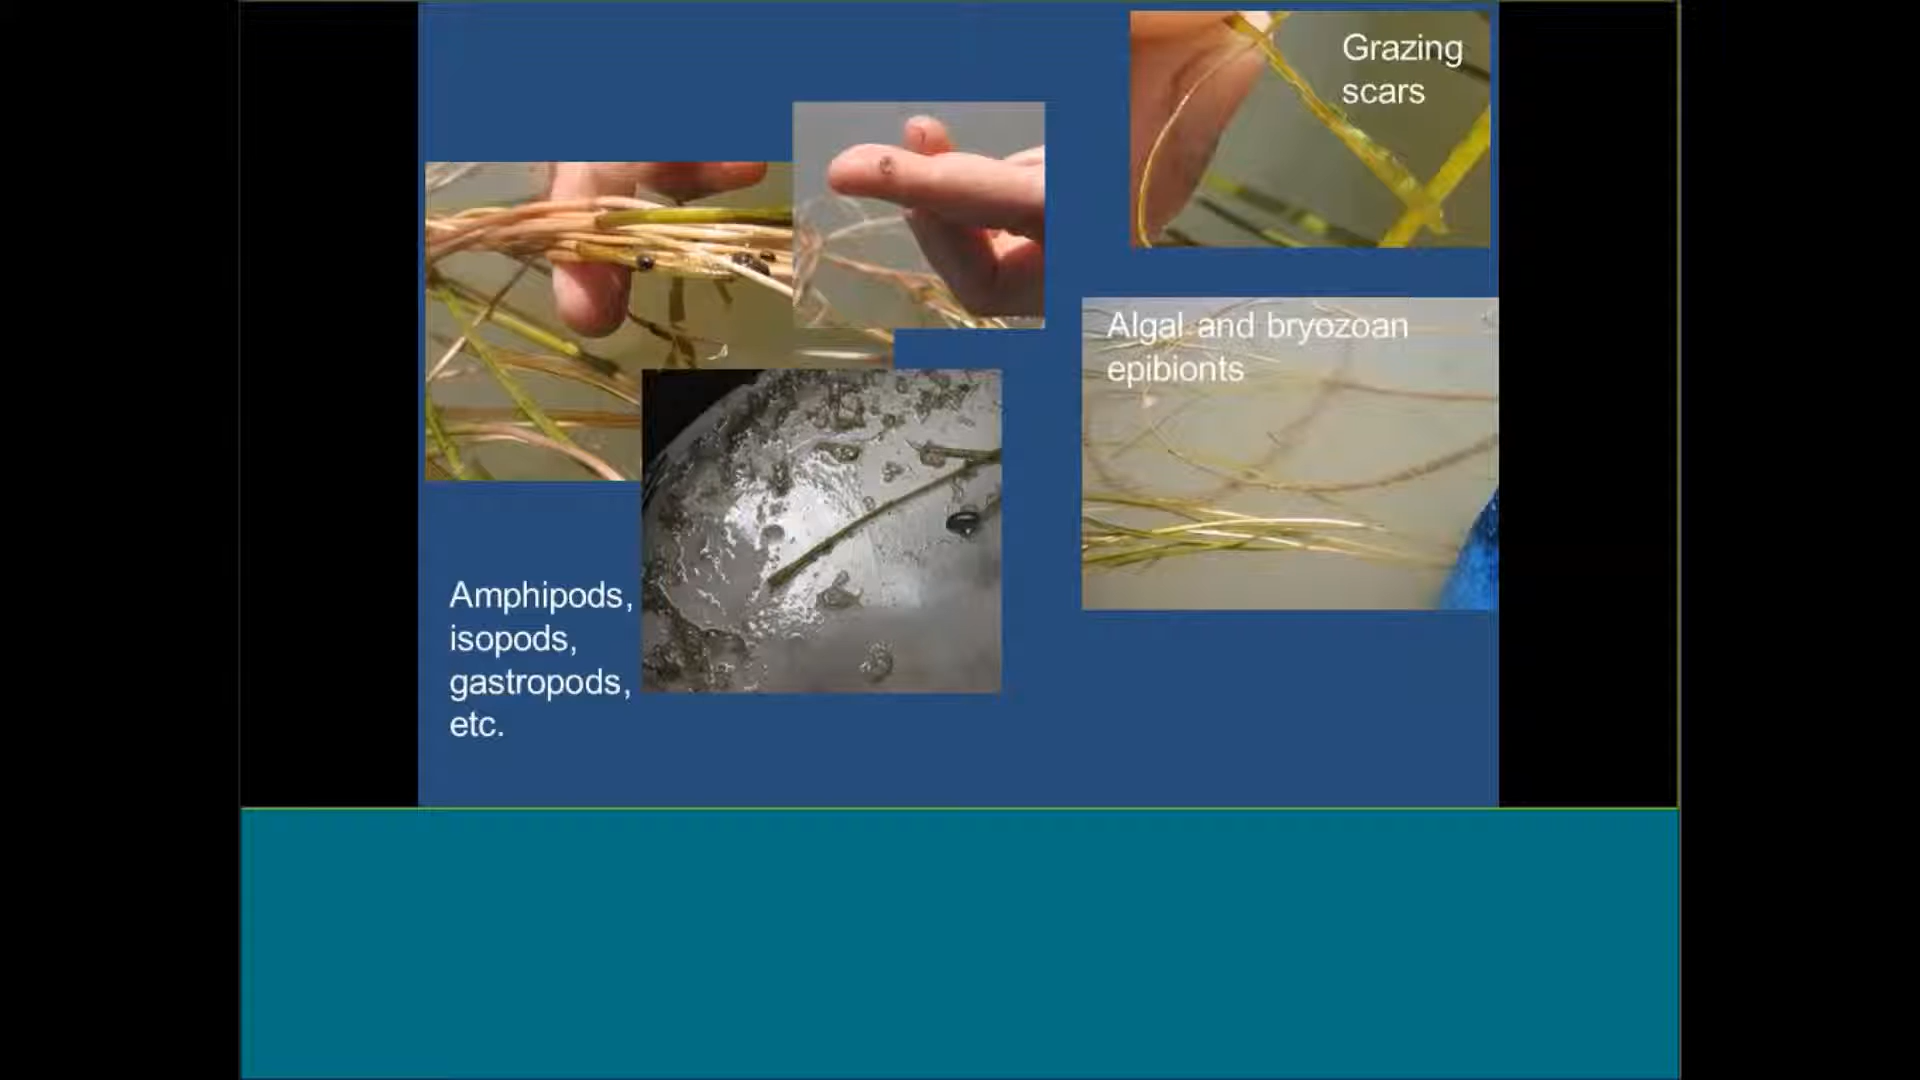 Grazing
scars
Algal and bryozoan
epibionts
Amphipods,
isopods,
gastropods,
etc.